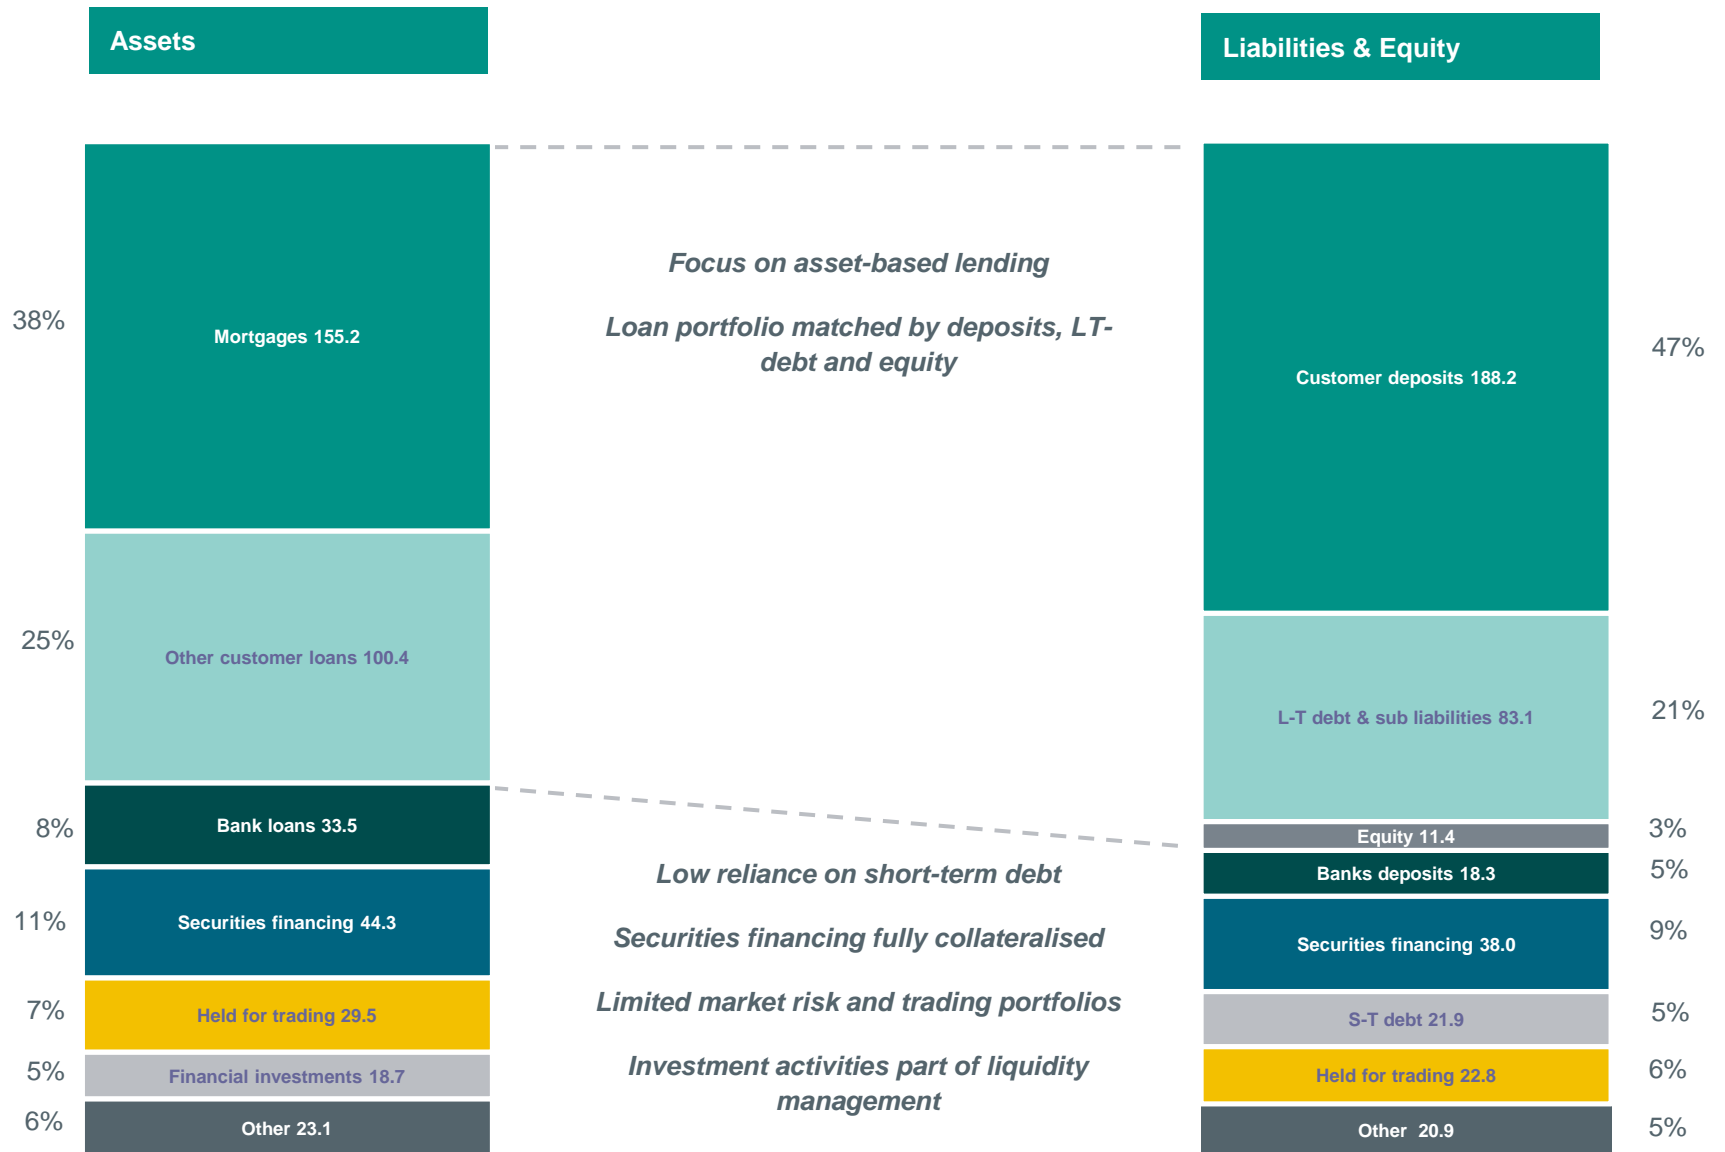 Assets
Liabilities & Equity
38%
Mortgages 155.2
25%
Other customer loans 100.4
8%
Bank loans 33.5
11%
Securities financing 44.3
7%
Held for trading 29.5
5%
Financial investments 18.7
6%
Other 23.1
Focus on asset-based lending
Loan portfolio matched by deposits, LT-
debt and equity
Low reliance on short-term debt
Securities financing fully collateralised
Limited market risk and trading portfolios
Investment activities part of liquidity
management
Customer deposits 188.2
47%
L-T debt & sub liabilities 83.1
21%
Equity 11.4
3%
Banks deposits 18.3
5%
Securities financing 38.0
9%
S-T debt 21.9
5%
Held for trading 22.8
6%
Other 20.9
5%